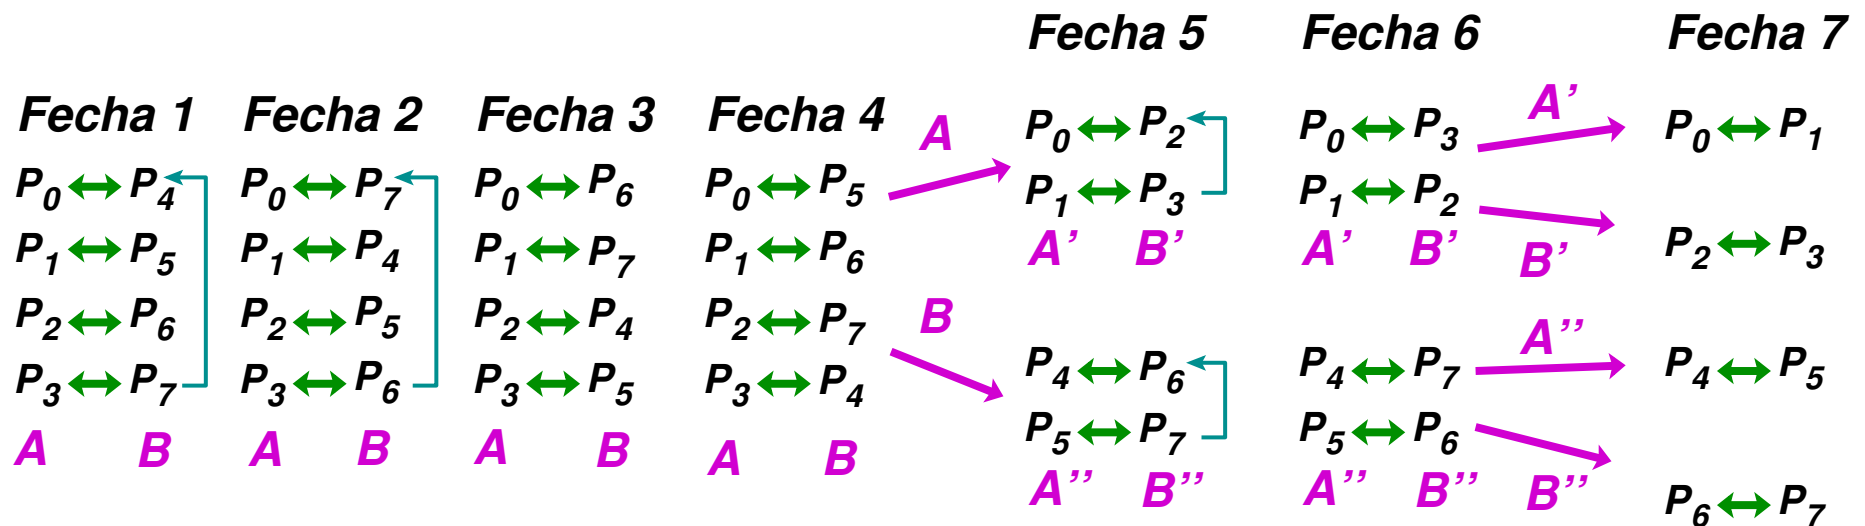 Fecha 1
P0 P4
P1 P5
P2 P6
P3 P7
A B
Fecha 2
P0 P7
P1 P4
P2 P5
P3 P6
A B
Fecha 3
P0 P6
P1 P7
P2 P4
P3 P5
A B
Fecha 4
P0 P5
P1 P6
P2 P7
P3 P4
A B
A
B
Fecha 5
P0 P2
P1 P3
A' B'
P4 P6
P5 P7
A'' B''
Fecha 6
P0 P3
P1 P2
A' B'
P4 P7
P5 P6
A'' B''
A'
B'
A''
B''
Fecha 7
P0 P1
P2 P3
P4 P5
P6 P7